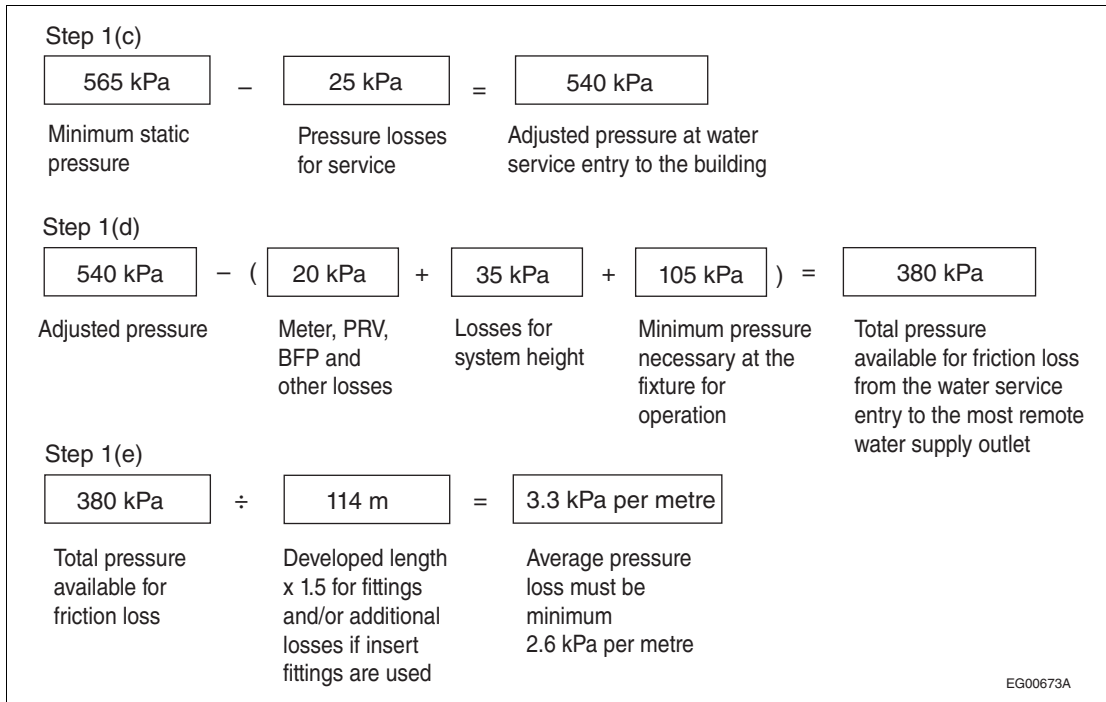 Step 1(c)
565 kPa – 25 kPa = 540 kPa
Minimum static
pressure
Pressure losses
for service
Adjusted pressure at water
service entry to the building
Step 1(d)
540 kPa – ( 20 kPa + 35 kPa + 105 kPa ) = 380 kPa
Adjusted pressure
Meter, PRV,
BFP and
other losses
Losses for
system height
Minimum pressure
necessary at the
fixture for
operation
Total pressure
available for friction loss
from the water service
entry to the most remote
water supply outlet
Step 1(e)
380 kPa ÷ 114 m = 3.3 kPa per metre
Total pressure
available for
friction loss
Developed length
x 1.5 for fittings
and/or additional
losses if insert
fittings are used
Average pressure
loss must be
minimum
2.6 kPa per metre
EG00673A